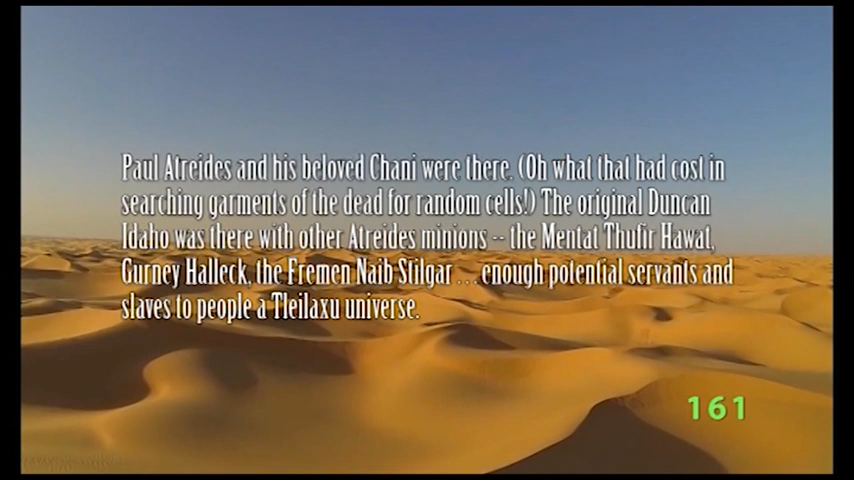 Paul Atreides and his beloved Chani were there. (Oh what that had cost in
searching garments of the dead for random cells!) The original Duncan
Idaho was there with other Atreides minions -- the Mentat Thufir Hawat,
Gurney Halleck, the Fremen Naib Stilgar . . . enough potential servants and
slaves to people a Tleilaxu universe.
161